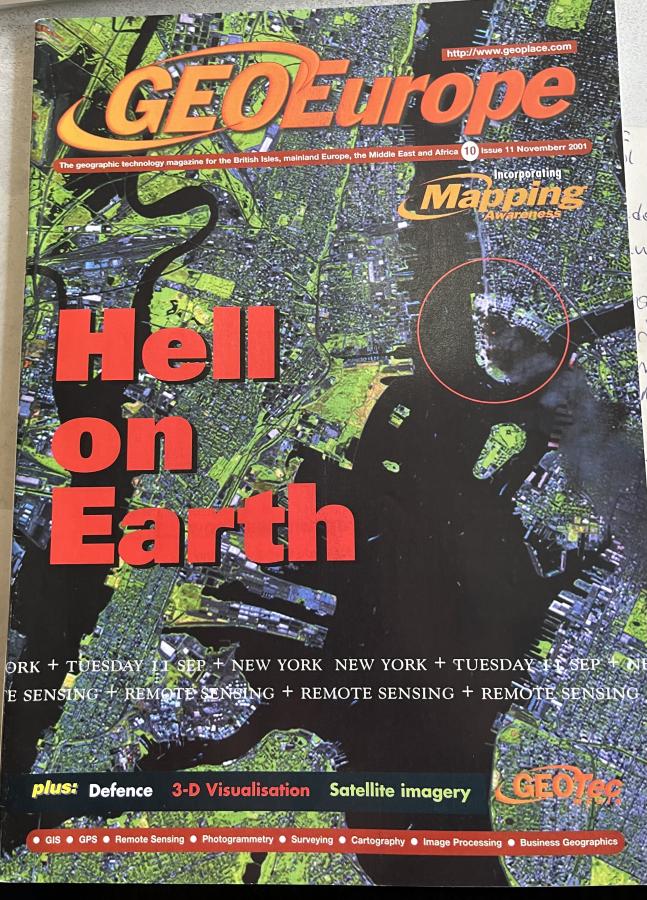 http://www.geoplace.com
GEOEurope
The geographic technology magazine for the British Isles, mainland Europe, the Middle East and Africa 10 Issue 11 Novemberr 2001
Incorporating
Mapping
Awareness
Hell
on
Earth
ORK + TUESDAY 11 SEP + NEW YORK NEW YORK + TUESDAY 11 SEP + NE
E SENSING + REMOTE SENSING + REMOTE SENSING + REMOTE SENSING
plus: Defence 3-D Visualisation Satellite imagery GEOTec
GIS ● GPS ● Remote Sensing ● Photogrammetry ● Surveying ● Cartography ● Image Processing ● Business Geographics